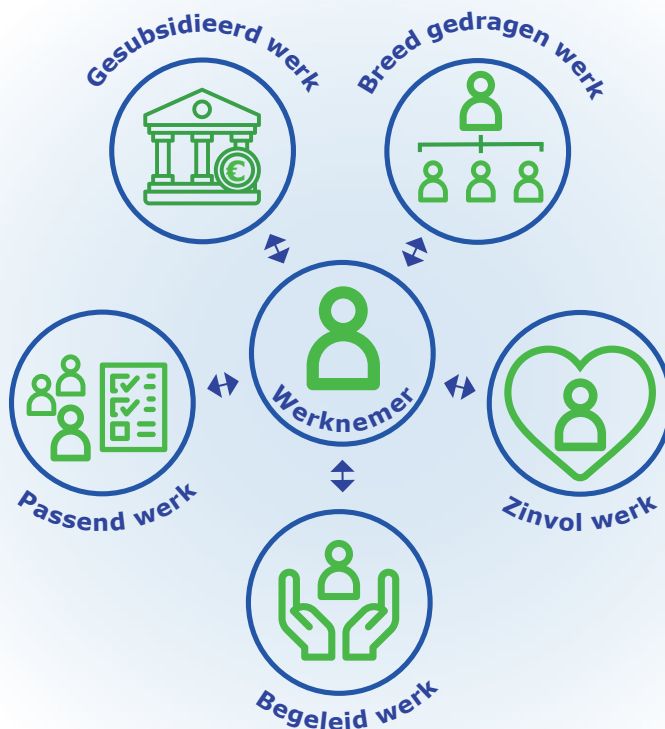 Gesubsidieerd werk
Breed gedragen werk
€
Werknemer
Passend werk
Zinvol werk
Begeleid werk